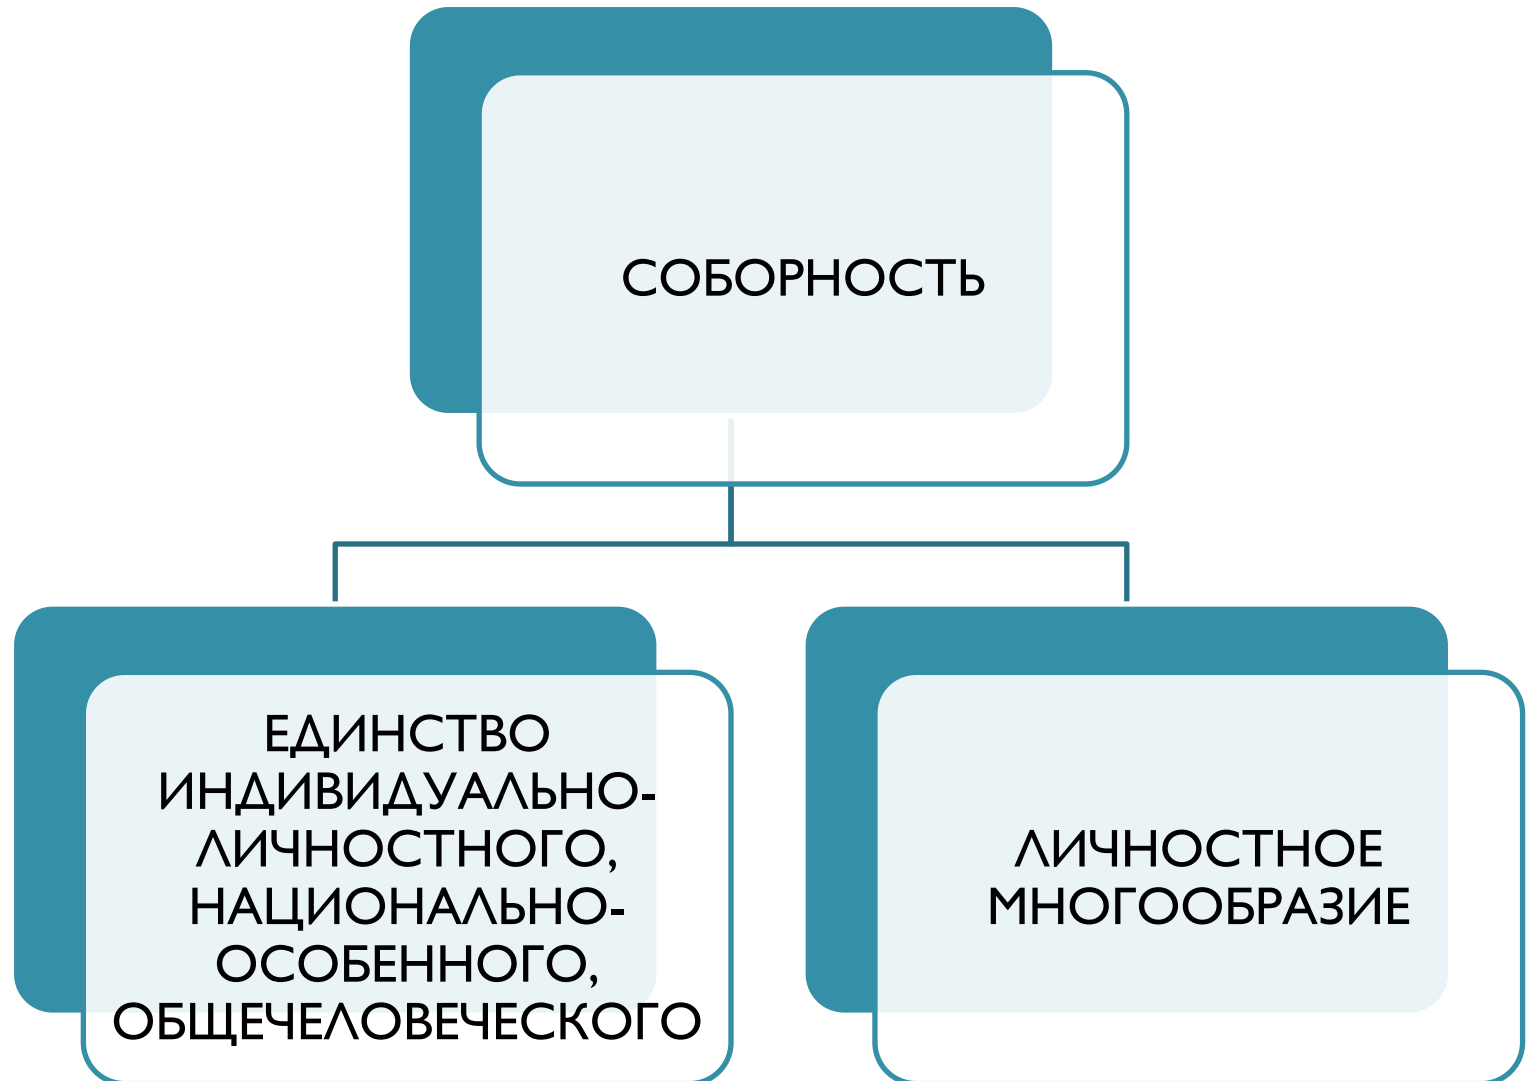 СОБОРНОСТЬ
ЕДИНСТВО
ИНДИВИДУАЛЬНО-
ЛИЧНОСТНОГО,
НАЦИОНАЛЬНО-
ОСОБЕННОГО,
ОБЩЕЧЕЛОВЕЧЕСКОГО
ЛИЧНОСТНОЕ
МНОГООБРАЗИЕ